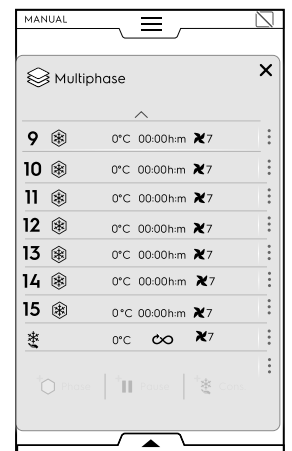 MANUAL
Multiphase
9 0°C 00:00h:m 7
10 0°C 00:00h:m 7
11 0°C 00:00h:m 7
12 0°C 00:00h:m 7
13 0°C 00:00h:m 7
14 0°C 00:00h:m 7
15 0°C 00:00h:m 7
0°C 7
Phase Pause Cons.